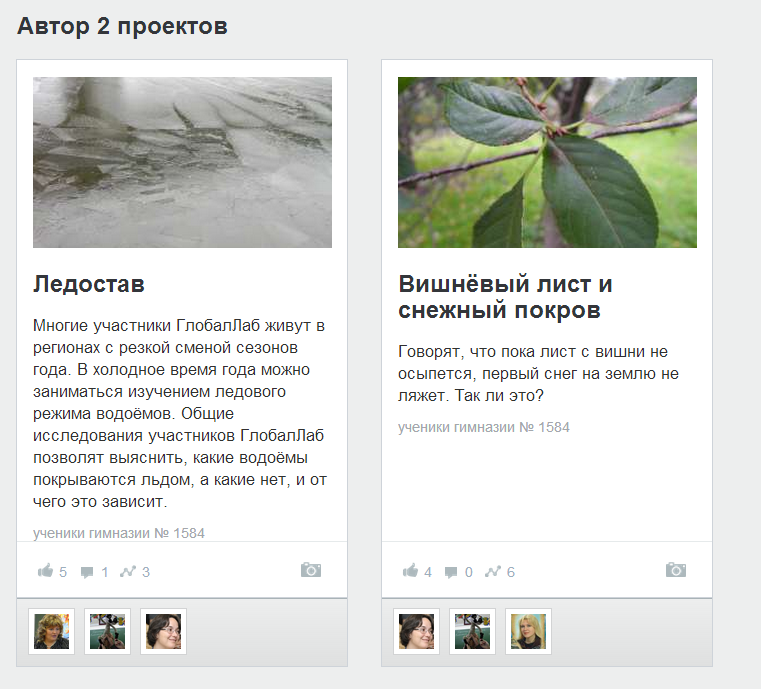 Автор 2 проектов
Ледостав
Многие участники ГлобалЛаб живут в
регионах с резкой сменой сезонов
года. В холодное время года можно
заниматься изучением ледового
режима водоёмов. Общие
исследования участников ГлобалЛаб
позволят выяснить, какие водоёмы
покрываются льдом, а какие нет, и от
чего это зависит.
ученики гимназии № 1584
5 1 3
Вишнёвый лист и
снежный покров
Говорят, что пока лист с вишни не
осыпется, первый снег на землю не
ляжет. Так ли это?
ученики гимназии № 1584
4 0 6